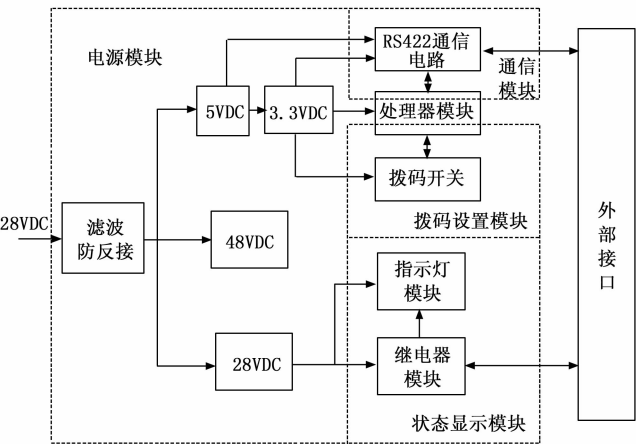 电源模块
RS422通信
电路
通信
模块
5VDC
3.3VDC
处理器模块
拨码开关
拨码设置模块
28VDC
滤波
防反接
48VDC
指示灯
模块
28VDC
继电器
模块
状态显示模块
外
部
接
口